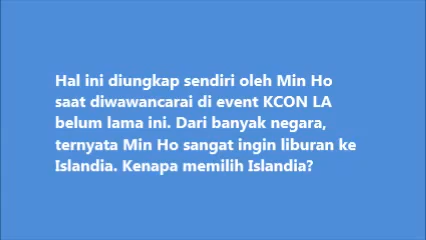 Hal ini diungkap sendiri oleh Min Ho
saat diwawancarai di event KCON LA
belum lama ini. Dari banyak negara,
ternyata Min Ho sangat ingin liburan ke
Islandia. Kenapa memilih Islandia?